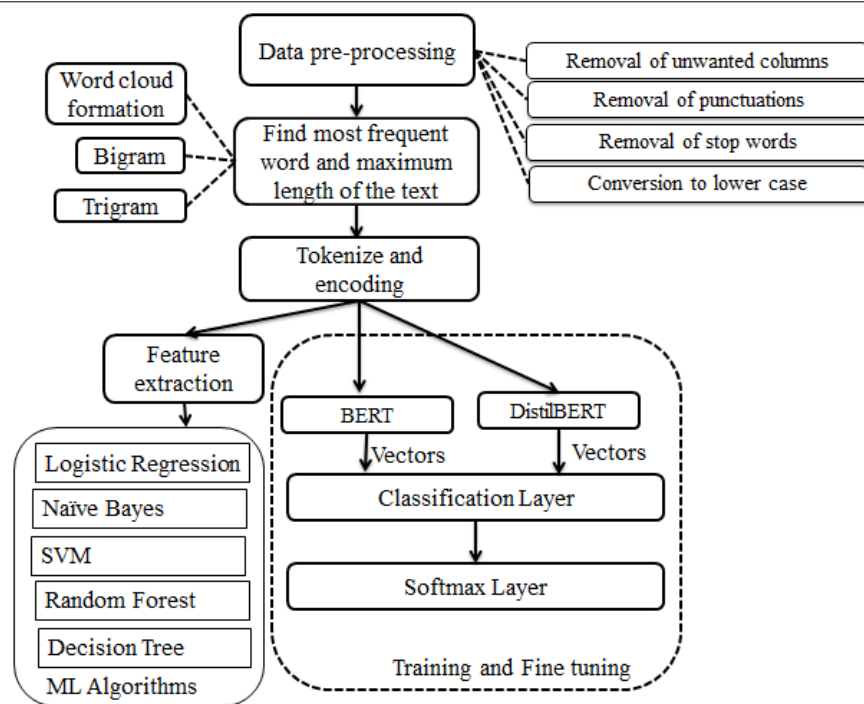 Data pre-processing
Removal of unwanted columns
Removal of punctuations
Removal of stop words
Conversion to lower case
Word cloud
formation
Bigram
Trigram
Find most frequent
word and maximum
length of the text
Tokenize and
encoding
Feature
extraction
BERT
DistilBERT
Vectors
Vectors
Classification Layer
Softmax Layer
Training and Fine tuning
Logistic Regression
Naïve Bayes
SVM
Random Forest
Decision Tree
ML Algorithms